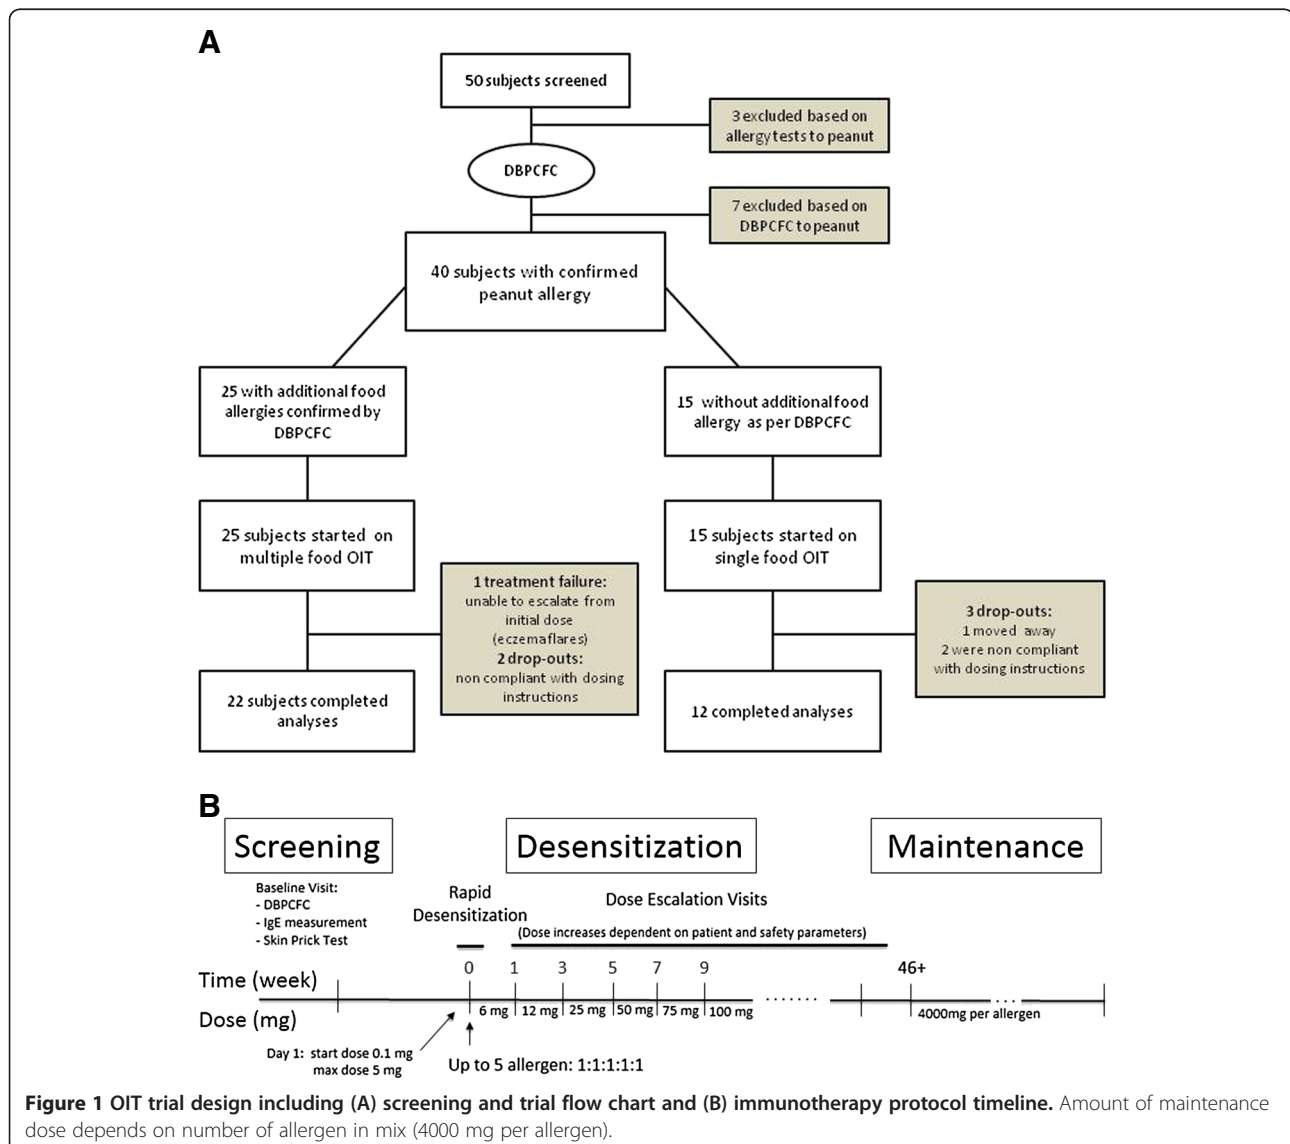 A
50 subjects screened
3 excluded based on
allergy tests to peanut
DBPCFC
7 excluded based on
DBPCFC to peanut
40 subjects with confirmed
peanut allergy
25 with additional food
allergies confirmed by
DBPCFC
15 without additional food
allergy as per DBPCFC
25 subjects started on
multiple food OIT
15 subjects started on
single food OIT
1 treatment failure:
unable to escalate from
initial dose
(eczema flares)
2 drop-outs:
non compliant with dosing
instructions
3 drop-outs:
1 moved away
2 were non compliant
with dosing instructions
22 subjects completed
analyses
12 completed analyses
B
Screening
Desensitization
Maintenance
Baseline Visit:
- DBPCFC
- IgE measurement
- Skin Prick Test
Rapid
Desensitization
Dose Escalation Visits
(Dose increases dependent on patient and safety parameters)
Time (week)
0 1 3 5 7 9 46+
Dose (mg)
6 mg 12 mg 25 mg 50 mg 75 mg 100 mg ....... ... 4000mg per allergen
Day 1: start dose 0.1 mg
max dose 5 mg
Up to 5 allergen: 1:1:1:1:1
Figure 1 OIT trial design including (A) screening and trial flow chart and (B) immunotherapy protocol timeline. Amount of maintenance
dose depends on number of allergen in mix (4000 mg per allergen).